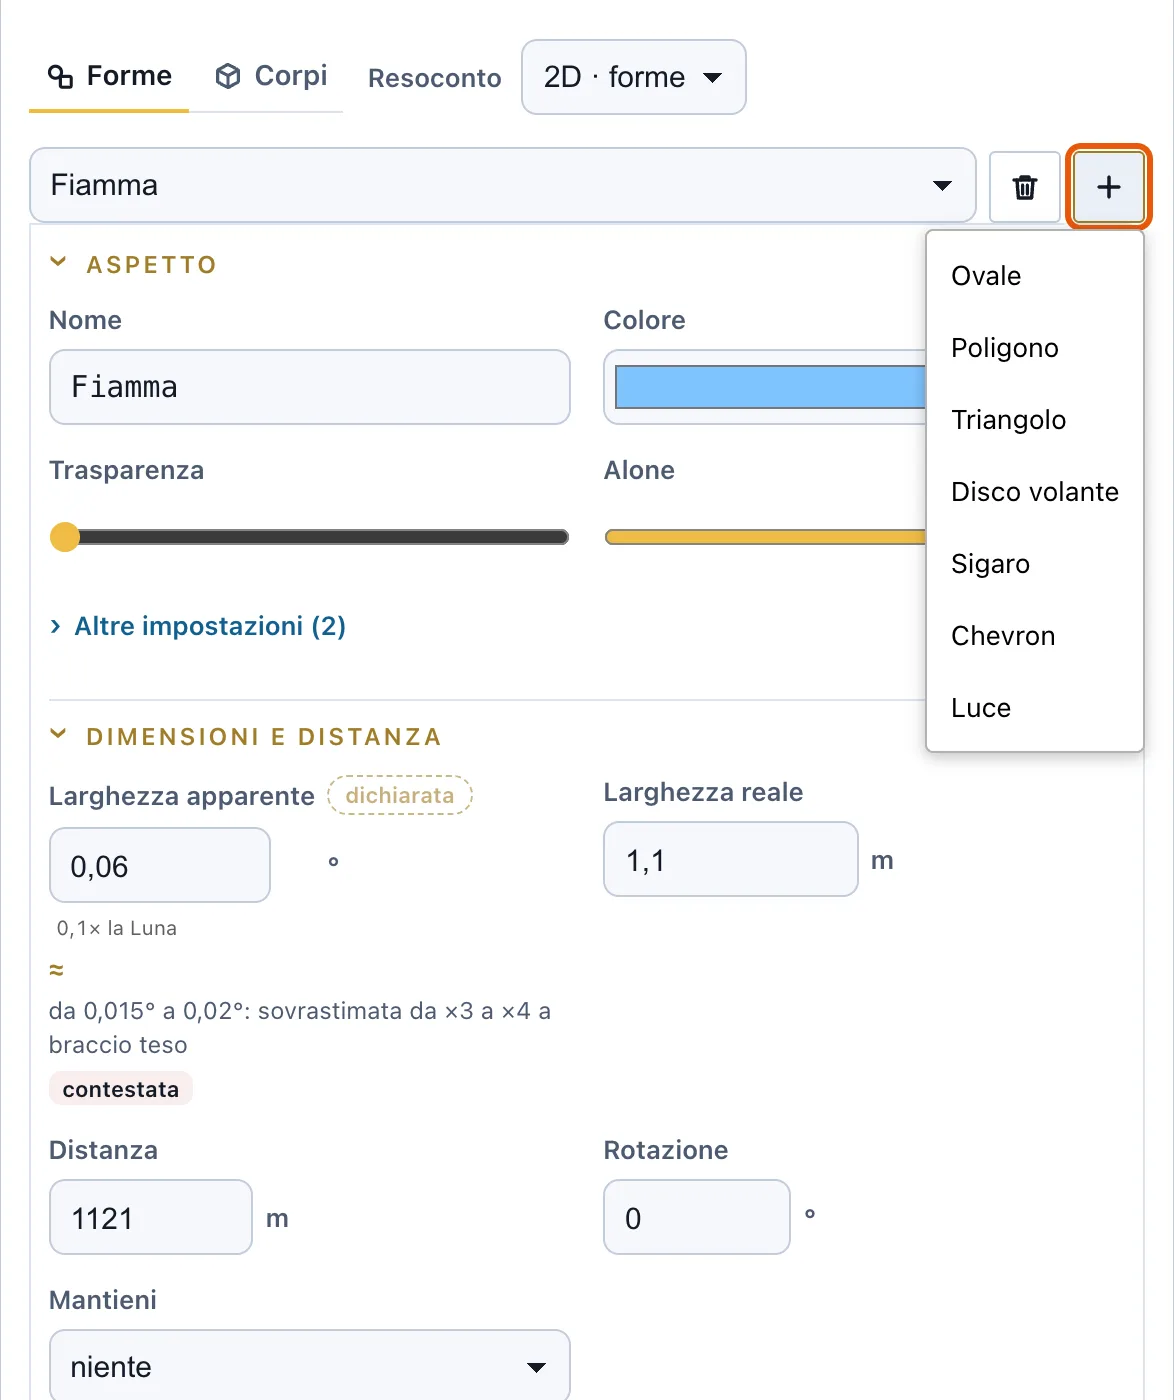 Forme
Corpi
Resoconto
2D · forme
Fiamma
+
Ovale
Poligono
Triangolo
Disco volante
Sigaro
Chevron
Luce
ASPETTO
Nome
Colore
Fiamma
Trasparenza
Alone
› Altre impostazioni (2)
DIMENSIONI E DISTANZA
Larghezza apparente dichiarata
Larghezza reale
0,06 °
1,1 m
0,1× la Luna
≈
da 0,015° a 0,02°: sovrastimata da ×3 a ×4 a
braccio teso
contestata
Distanza
Rotazione
1121 m
0 °
Mantieni
niente